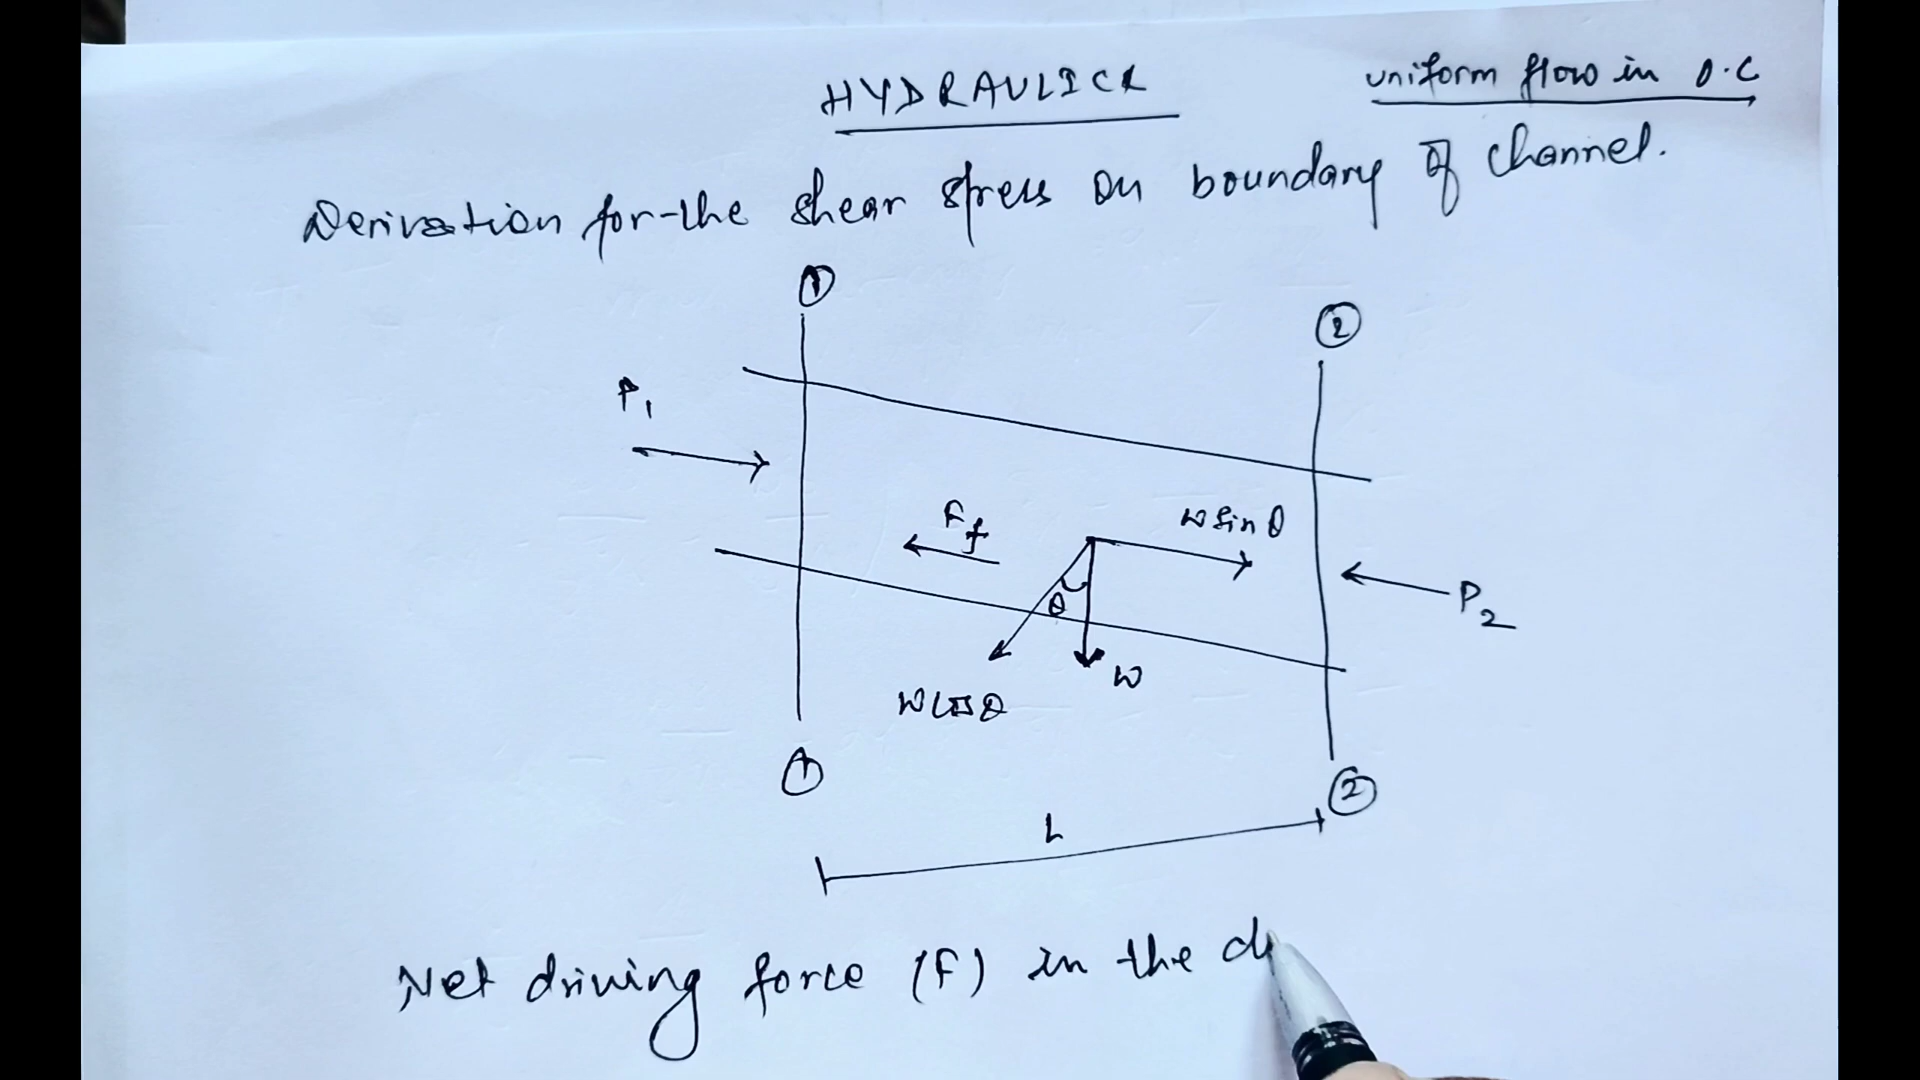 HYDRAULICS
uniform flow in O.C
Derivation for the shear stress on boundary of channel.
1
2
P1
Ff
W sin θ
θ
P2
W
W cos θ
1
2
L
Net driving force (F) in the d